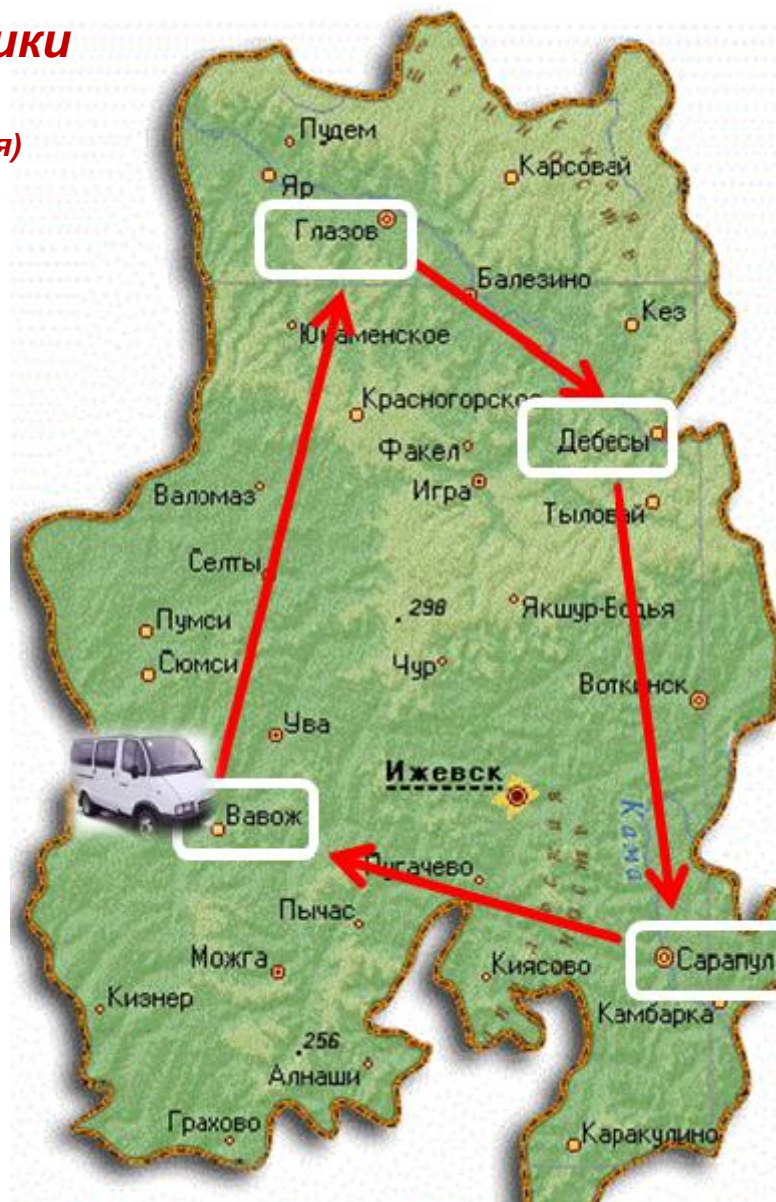 ики
я)
Пудем
Карсовай
Яр
Глазов
Балезино
Кез
Юкаменское
Красногорское
Факел
Дебесы
Игра
Валомаз
Тыловай
Селты
298
Якшур-Бодья
Пумси
Чур
Сюмси
Воткинск
Ува
Ижевск
Кама
Вавож
Пугачево
Пычас
Можга
Киясово
Сарапул
Кизнер
Камбарка
256
Алнаши
Грахово
Каракулино